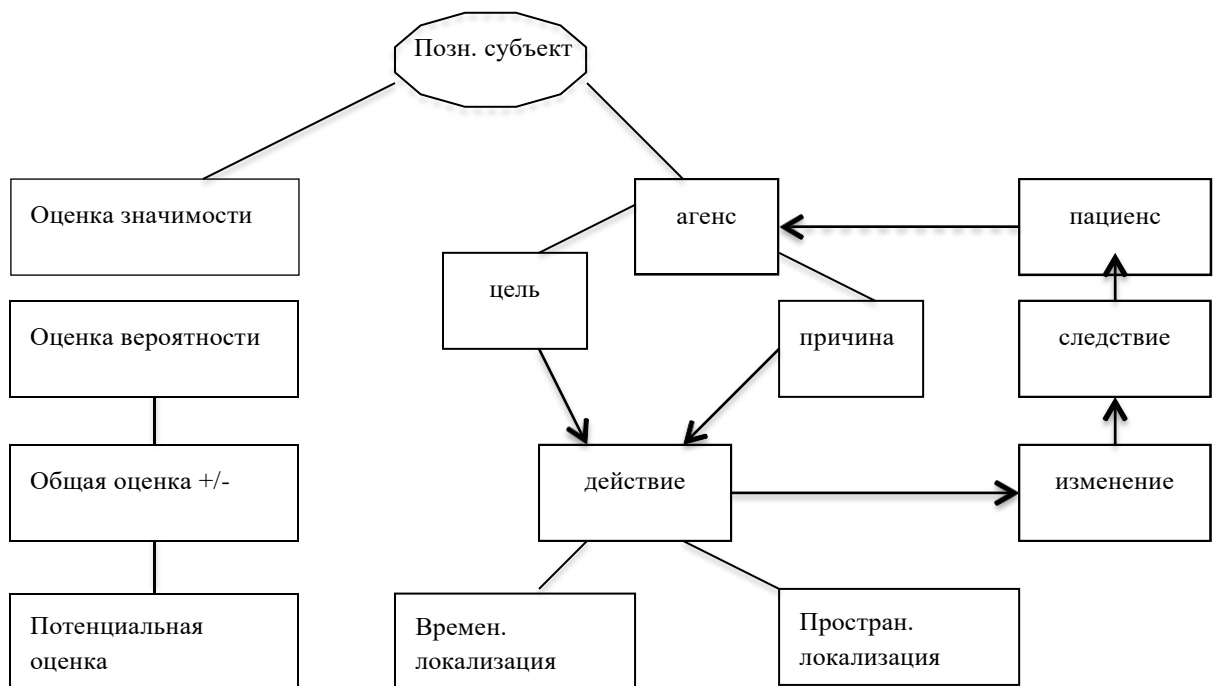 Позн. субъект
Оценка значимости
агенс
пациенс
цель
Оценка вероятности
причина
следствие
Общая оценка +/-
действие
изменение
Потенциальная
оценка
Времен.
локализация
Простран.
локализация